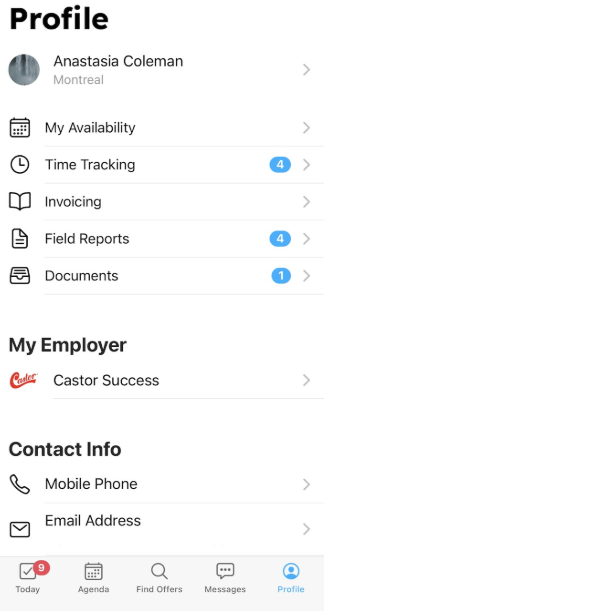 Profile
Anastasia Coleman
Montreal
My Availability
Time Tracking 4
Invoicing
Field Reports 4
Documents 1
My Employer
Castor Castor Success
Contact Info
Mobile Phone
Email Address
9
Today Agenda Find Offers Messages Profile